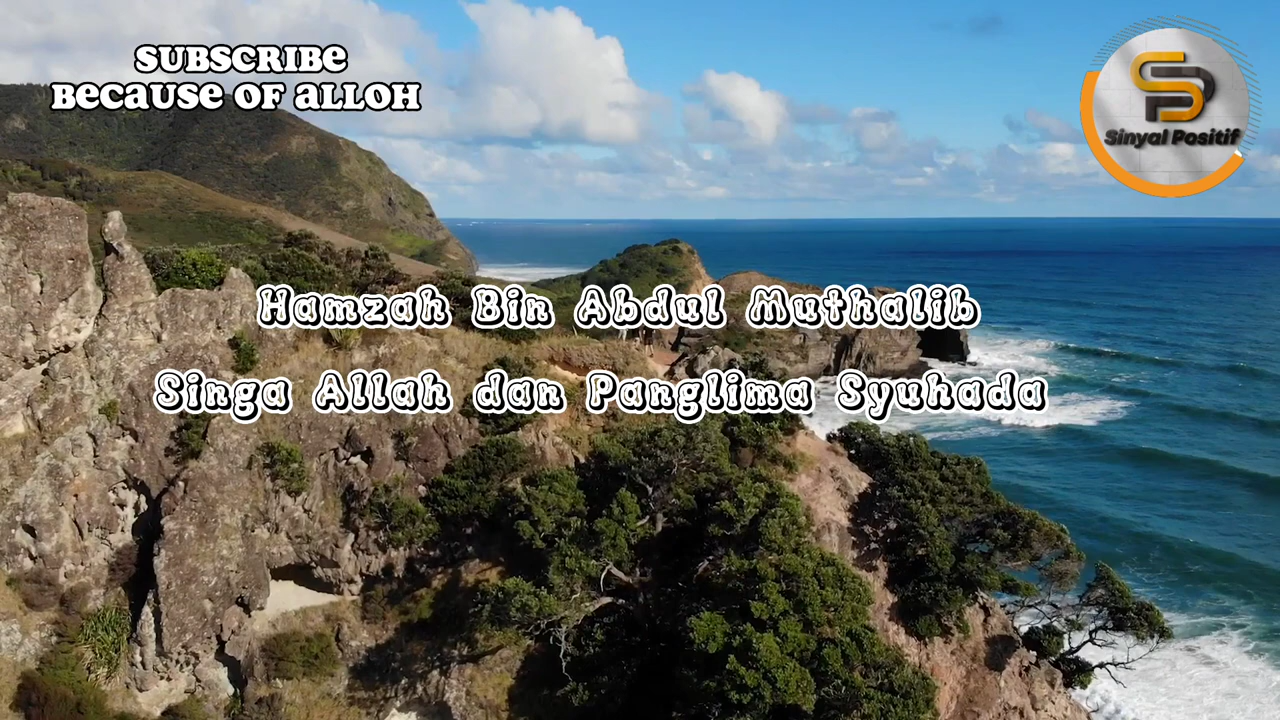 SUBSCRIBE
BECAUSE OF ALLOH
SP
Sinyal Positif
Hamzah Bin Abdul Muthalib
Singa Allah dan Panglima Syuhada